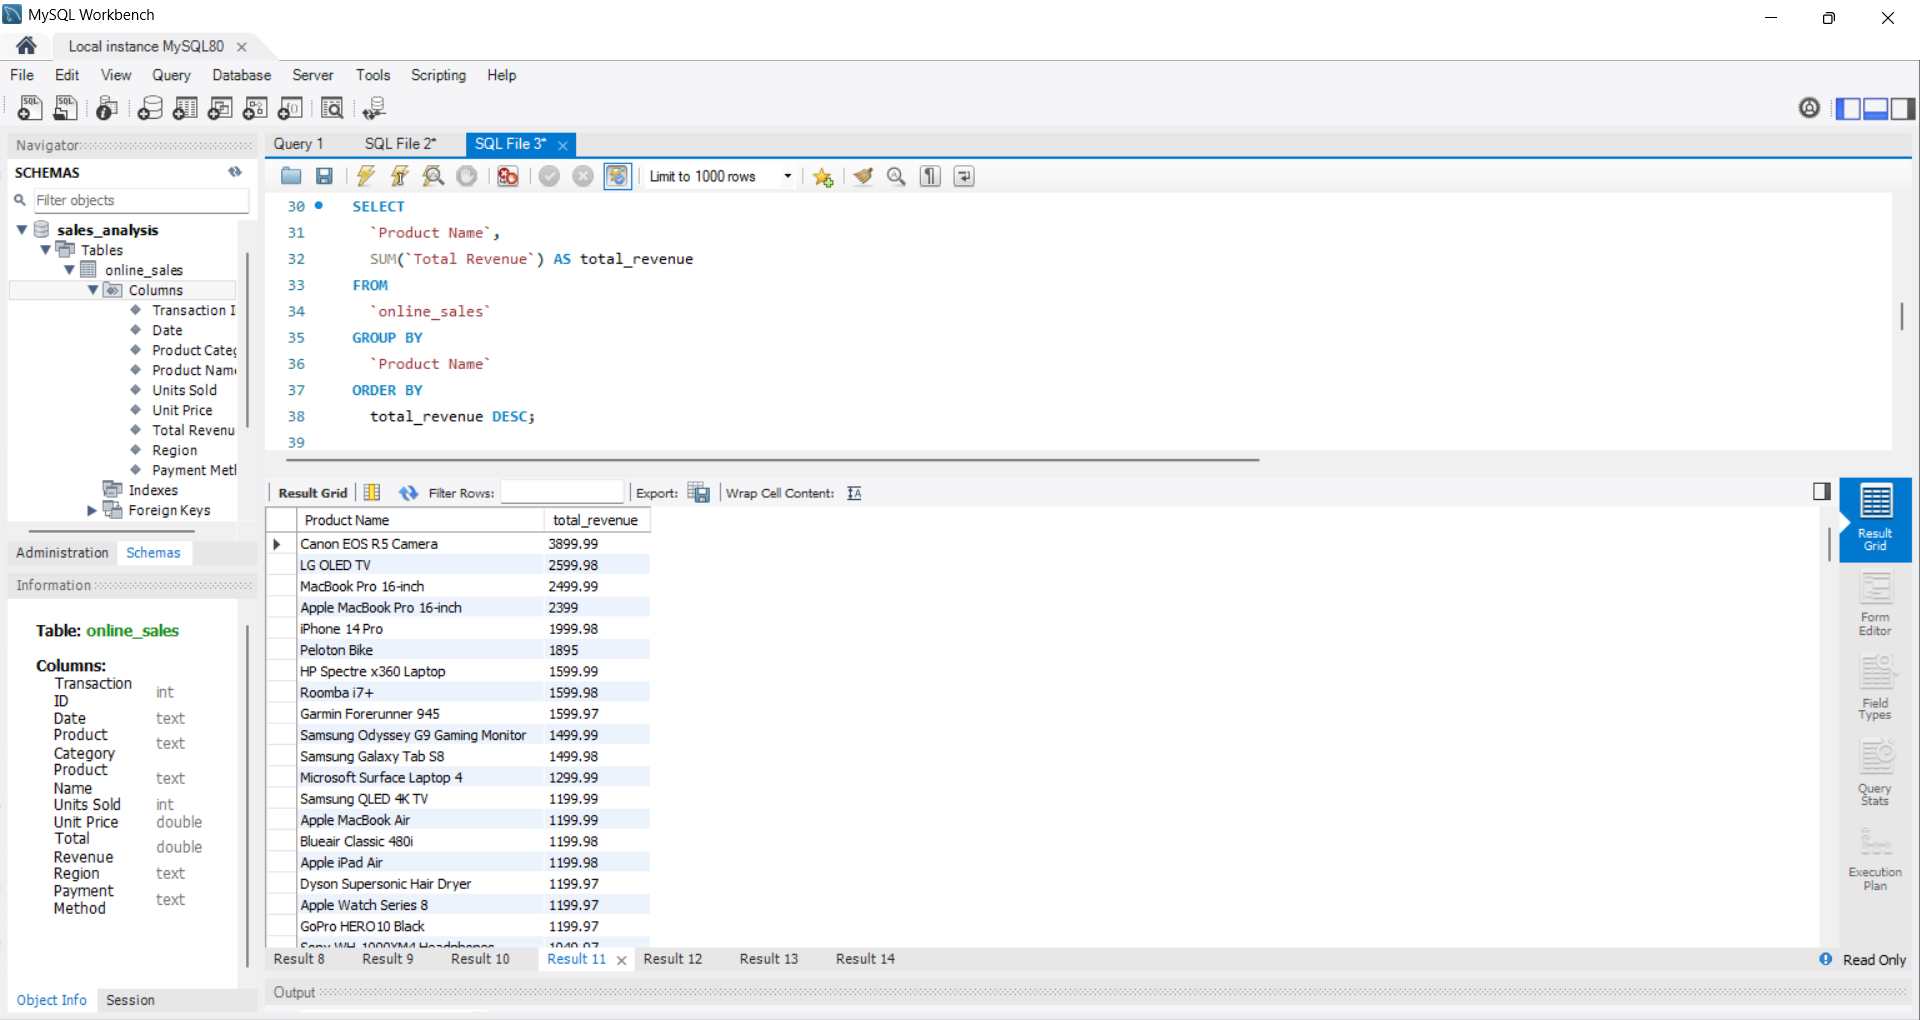 MySQL Workbench
Local instance MySQL80
File Edit View Query Database Server Tools Scripting Help
Navigator
SCHEMAS
Filter objects
sales_analysis
Tables
online_sales
Columns
Transaction I
Date
Product Categ
Product Nam
Units Sold
Unit Price
Total Revenu
Region
Payment Met
Indexes
Foreign Keys
Administration Schemas
Information
Table: online_sales
Columns:
Transaction ID int
Date text
Product Category text
Product Name text
Units Sold int
Unit Price double
Total Revenue double
Region text
Payment Method text
Object Info Session
Query 1 SQL File 2* SQL File 3*
Limit to 1000 rows
30 SELECT
31 `Product Name`,
32 SUM(`Total Revenue`) AS total_revenue
33 FROM
34 `online_sales`
35 GROUP BY
36 `Product Name`
37 ORDER BY
38 total_revenue DESC;
39
Result Grid Filter Rows: Export: Wrap Cell Content:
Product Name total_revenue
Canon EOS R5 Camera 3899.99
LG OLED TV 2599.98
MacBook Pro 16-inch 2499.99
Apple MacBook Pro 16-inch 2399
iPhone 14 Pro 1999.98
Peloton Bike 1895
HP Spectre x360 Laptop 1599.99
Roomba i7+ 1599.98
Garmin Forerunner 945 1599.97
Samsung Odyssey G9 Gaming Monitor 1499.99
Samsung Galaxy Tab S8 1499.98
Microsoft Surface Laptop 4 1299.99
Samsung QLED 4K TV 1199.99
Apple MacBook Air 1199.99
Blueair Classic 480i 1199.98
Apple iPad Air 1199.98
Dyson Supersonic Hair Dryer 1199.97
Apple Watch Series 8 1199.97
GoPro HERO10 Black 1199.97
Sony WH-1000XM4 Headphones 1049.97
Result 8 Result 9 Result 10 Result 11 Result 12 Result 13 Result 14
Output
Result Grid
Form Editor
Field Types
Query Stats
Execution Plan
Read Only